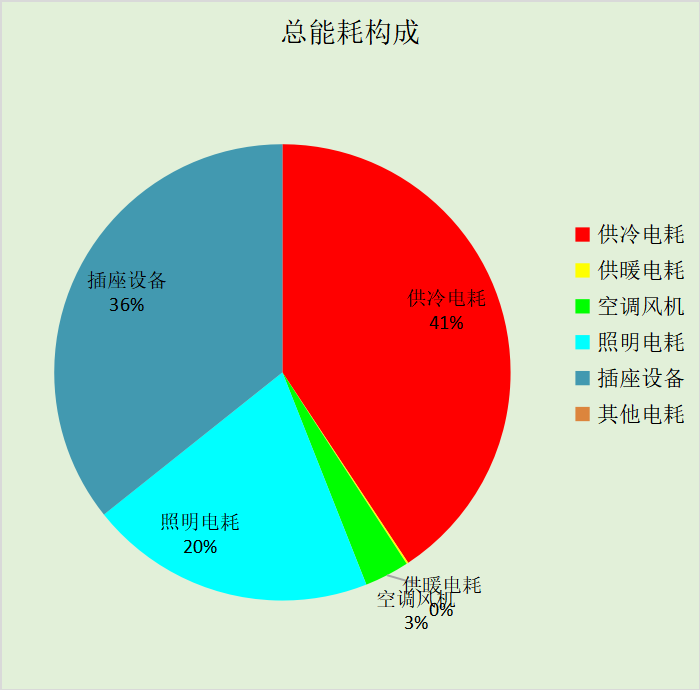 总能耗构成
插座设备
36%
供冷电耗
41%
照明电耗
20%
供暖电耗
0%
空调风机
3%
供冷电耗
供暖电耗
空调风机
照明电耗
插座设备
其他电耗